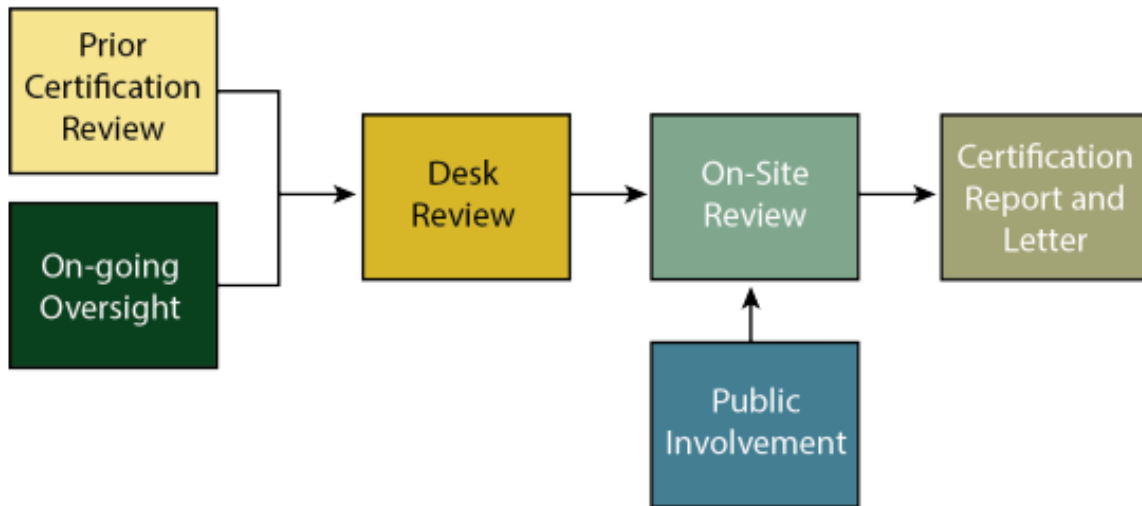 Prior
Certification
Review
On-going
Oversight
Desk
Review
On-Site
Review
Certification
Report and
Letter
Public
Involvement